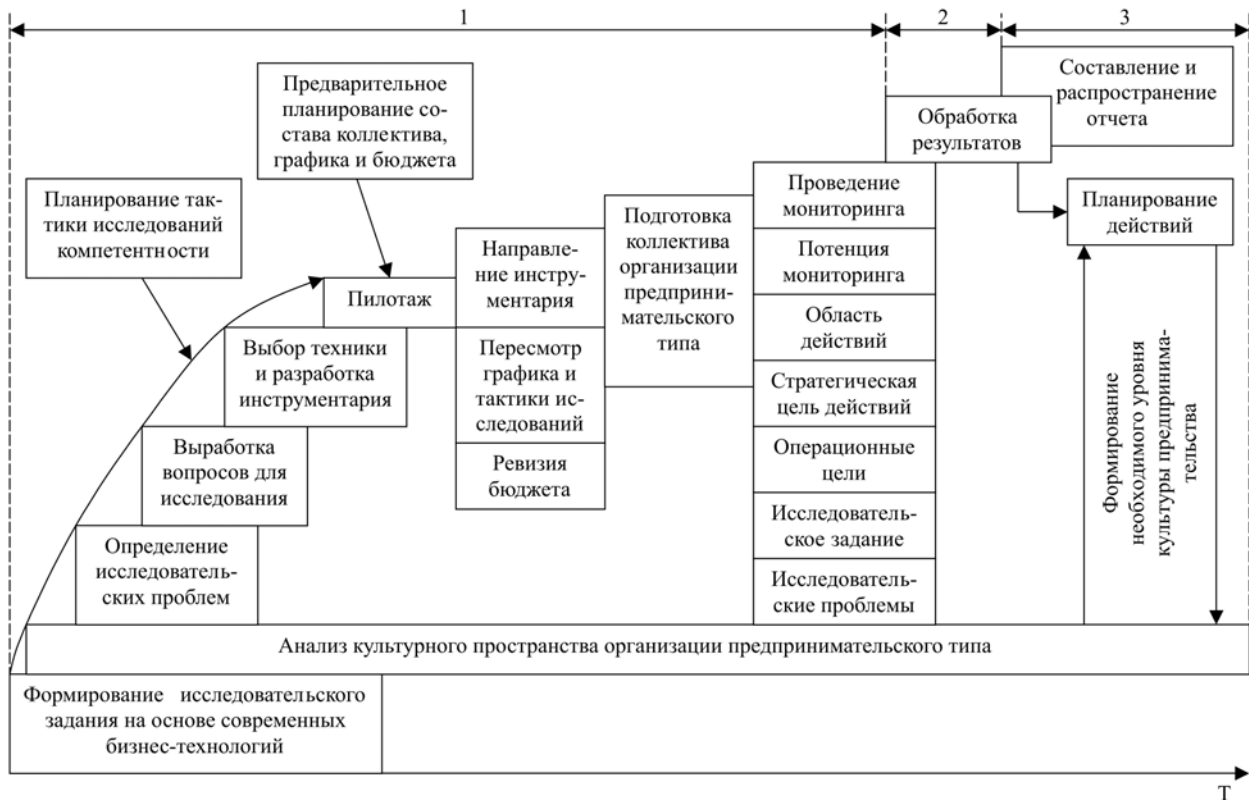 1
2
3
Составление и
распространение
отчета
Предварительное
планирование со-
става коллектива,
графика и бюджета
Обработка
результатов
Планирование так-
тики исследований
компетентности
Проведение
мониторинга
Планирование
действий
Подготовка
коллектива
организации
предприни-
мательского
типа
Направле-
ние инстру-
ментария
Потенция
мониторинга
Пилотаж
Область
действий
Выбор техники
и разработка
инструментария
Пересмотр
графика и
тактики ис-
следований
Стратегическая
цель действий
Формирование
необходимого уровня
культуры предпринима-
тельства
Выработка
вопросов для
исследования
Ревизия
бюджета
Операционные
цели
Исследователь-
ское задание
Определение
исследователь-
ских проблем
Исследователь-
ские проблемы
Анализ культурного пространства организации предпринимательского типа
Формирование исследовательского
задания на основе современных
бизнес-технологий
Т